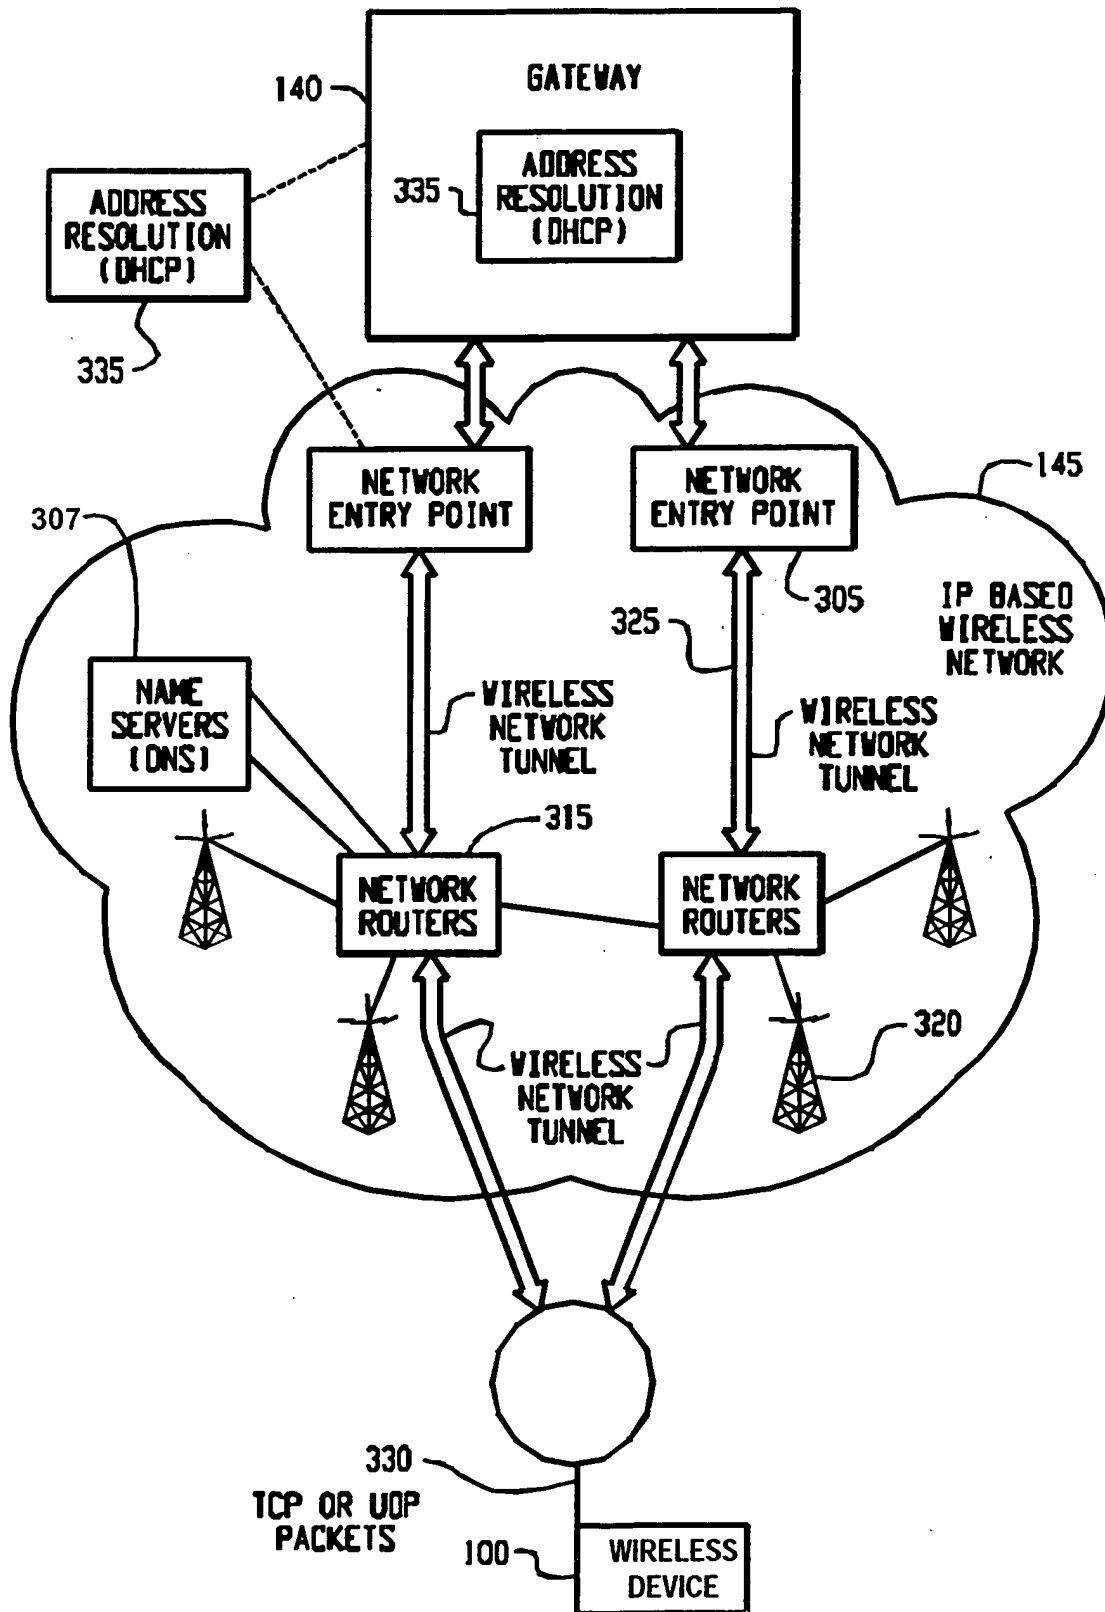 GATEWAY
140
ADDRESS
RESOLUTION
(DHCP)
335
ADDRESS
RESOLUTION
(DHCP)
335
NETWORK
ENTRY POINT
NETWORK
ENTRY POINT
145
307
305
325
IP BASED
WIRELESS
NETWORK
NAME
SERVERS
(DNS)
WIRELESS
NETWORK
TUNNEL
WIRELESS
NETWORK
TUNNEL
315
NETWORK
ROUTERS
NETWORK
ROUTERS
320
WIRELESS
NETWORK
TUNNEL
330
TCP OR UDP
PACKETS
100
WIRELESS
DEVICE